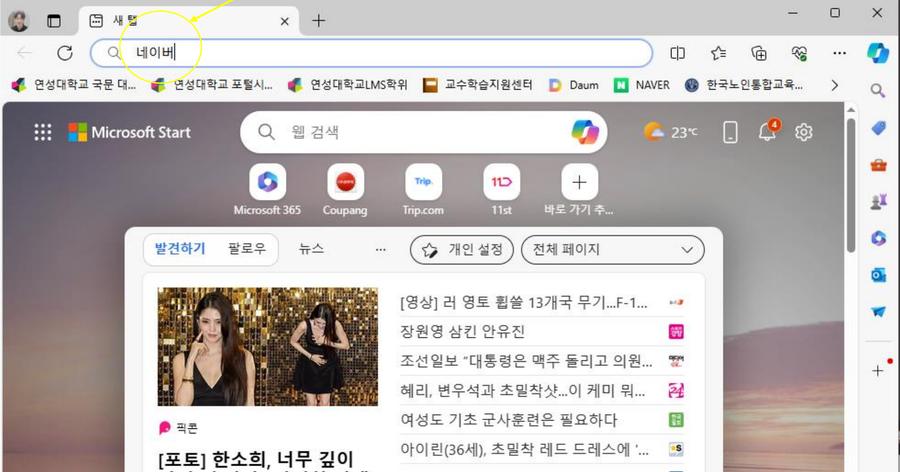 새 탭
네이버
연성대학교 국문 대...
연성대학교 포털시...
연성대학교LMS학위
교수학습지원센터
Daum
NAVER
한국노인통합교육...
Microsoft Start
웹 검색
23℃
4
Microsoft 365
Coupang
Trip.com
11st
바로 가기 추...
발견하기
팔로우
뉴스
...
개인 설정
전체 페이지
[영상] 러 영토 휩쓸 13개국 무기...F-1...
장원영 삼킨 안유진
조선일보 "대통령은 맥주 돌리고 의원...
혜리, 변우석과 초밀착샷...이 케미 뭐...
여성도 기초 군사훈련은 필요하다
아이린(36세), 초밀착 레드 드레스에 '...
픽콘
[포토] 한소희, 너무 깊이